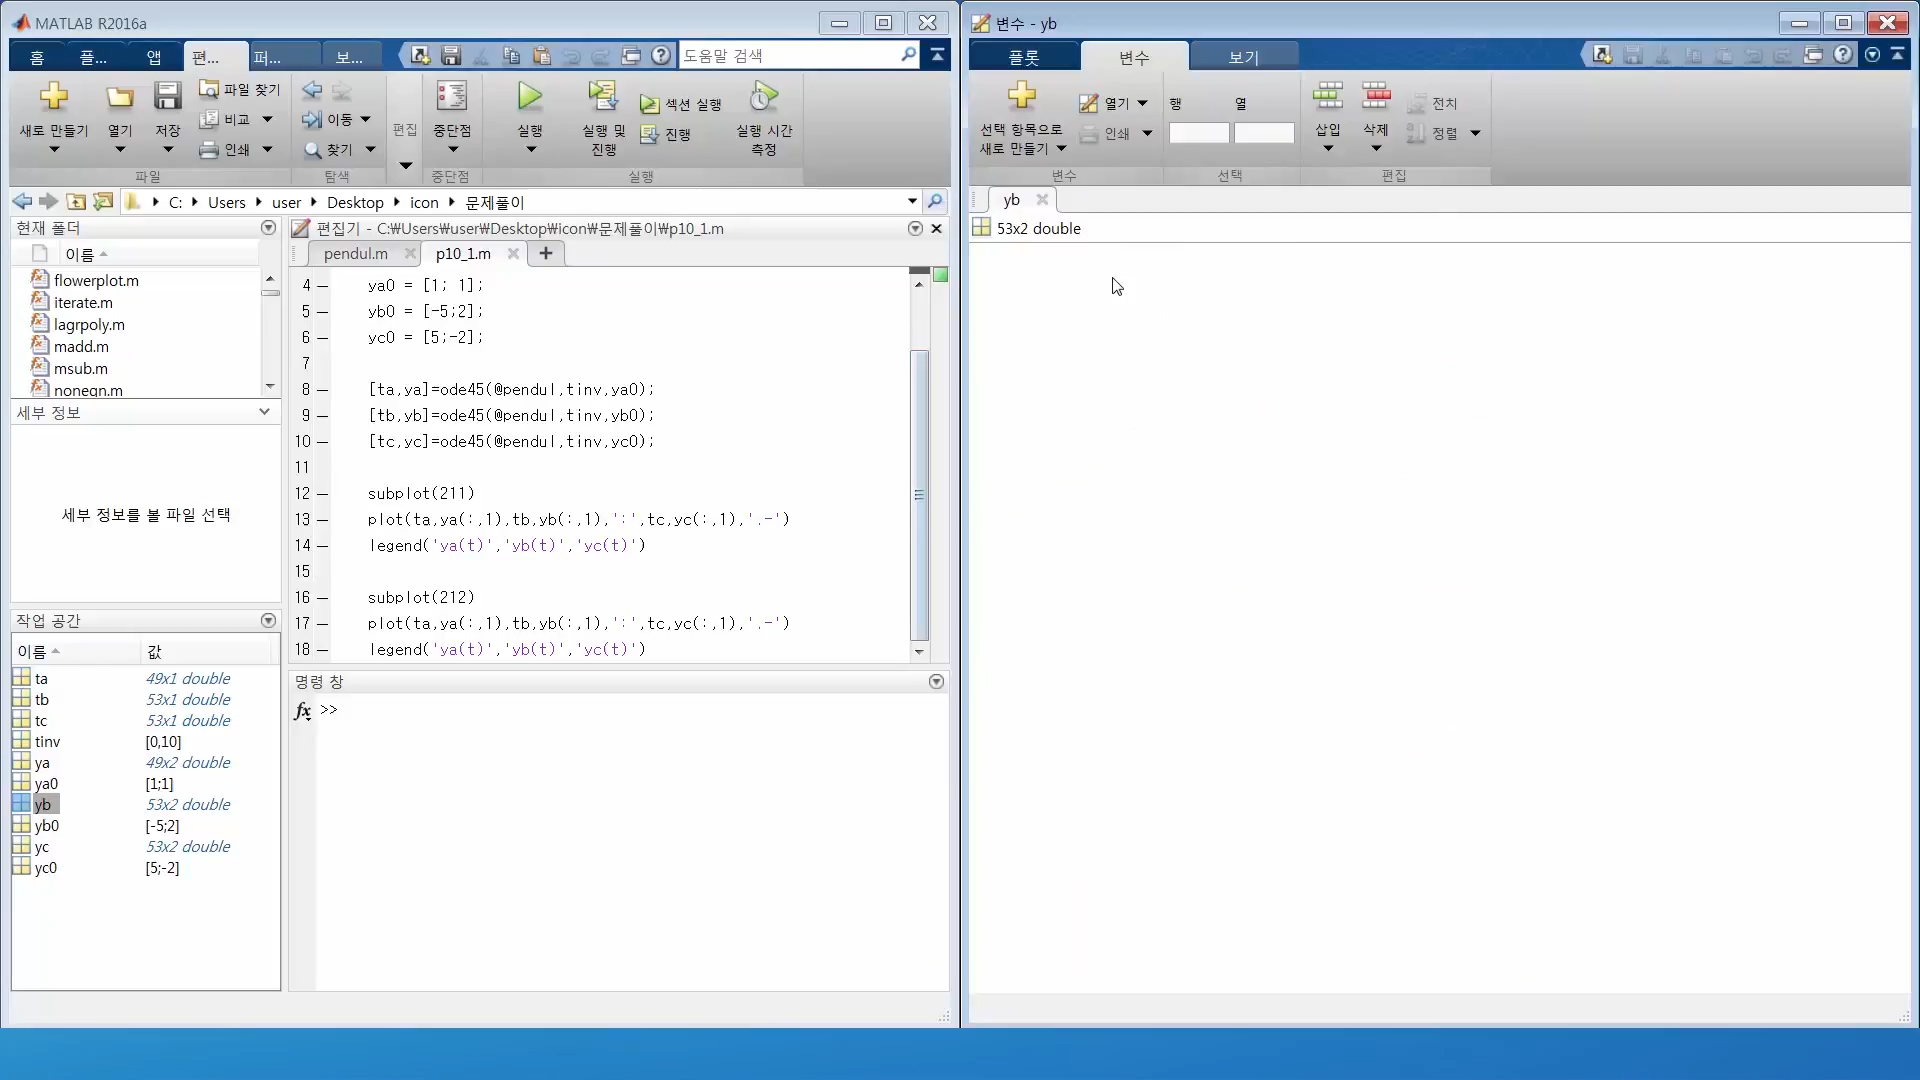 MATLAB R2016a
홈 플... 앱 편... 퍼... 보... 도움말 검색
새로 만들기 열기 저장 파일 찾기 비교 인쇄 이동 찾기 편집 중단점 실행 실행 및 진행 섹션 실행 진행 실행 시간 측정
파일 탐색 중단점 실행
C: Users user Desktop icon 문제풀이
현재 폴더
이름
flowerplot.m
iterate.m
lagrpoly.m
madd.m
msub.m
noneqn.m
세부 정보
세부 정보를 볼 파일 선택
작업 공간
이름 값
ta 49x1 double
tb 53x1 double
tc 53x1 double
tinv [0,10]
ya 49x2 double
ya0 [1;1]
yb 53x2 double
yb0 [-5;2]
yc 53x2 double
yc0 [5;-2]
편집기 - C:₩Users₩user₩Desktop₩icon₩문제풀이₩p10_1.m
pendul.m p10_1.m
4 – ya0 = [1; 1];
5 – yb0 = [-5;2];
6 – yc0 = [5;-2];
7
8 – [ta,ya]=ode45(@pendul,tinv,ya0);
9 – [tb,yb]=ode45(@pendul,tinv,yb0);
10 – [tc,yc]=ode45(@pendul,tinv,yc0);
11
12 – subplot(211)
13 – plot(ta,ya(:,1),tb,yb(:,1),':',tc,yc(:,1),'.-')
14 – legend('ya(t)','yb(t)','yc(t)')
15
16 – subplot(212)
17 – plot(ta,ya(:,1),tb,yb(:,1),':',tc,yc(:,1),'.-')
18 – legend('ya(t)','yb(t)','yc(t)')
명령 창
fx >>
변수 - yb
플롯 변수 보기
선택 항목으로 새로 만들기 열기 인쇄 행 열 삽입 삭제 전치 정렬
변수 선택 편집
yb
53x2 double